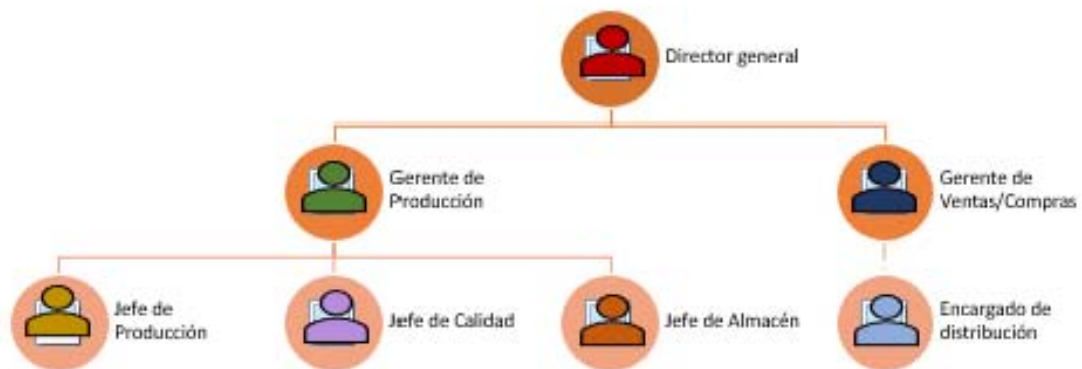 Director general
Gerente de
Producción
Gerente de
Ventas/Compras
Jefe de
Producción
Jefe de Calidad
Jefe de Almacén
Encargado de
distribución